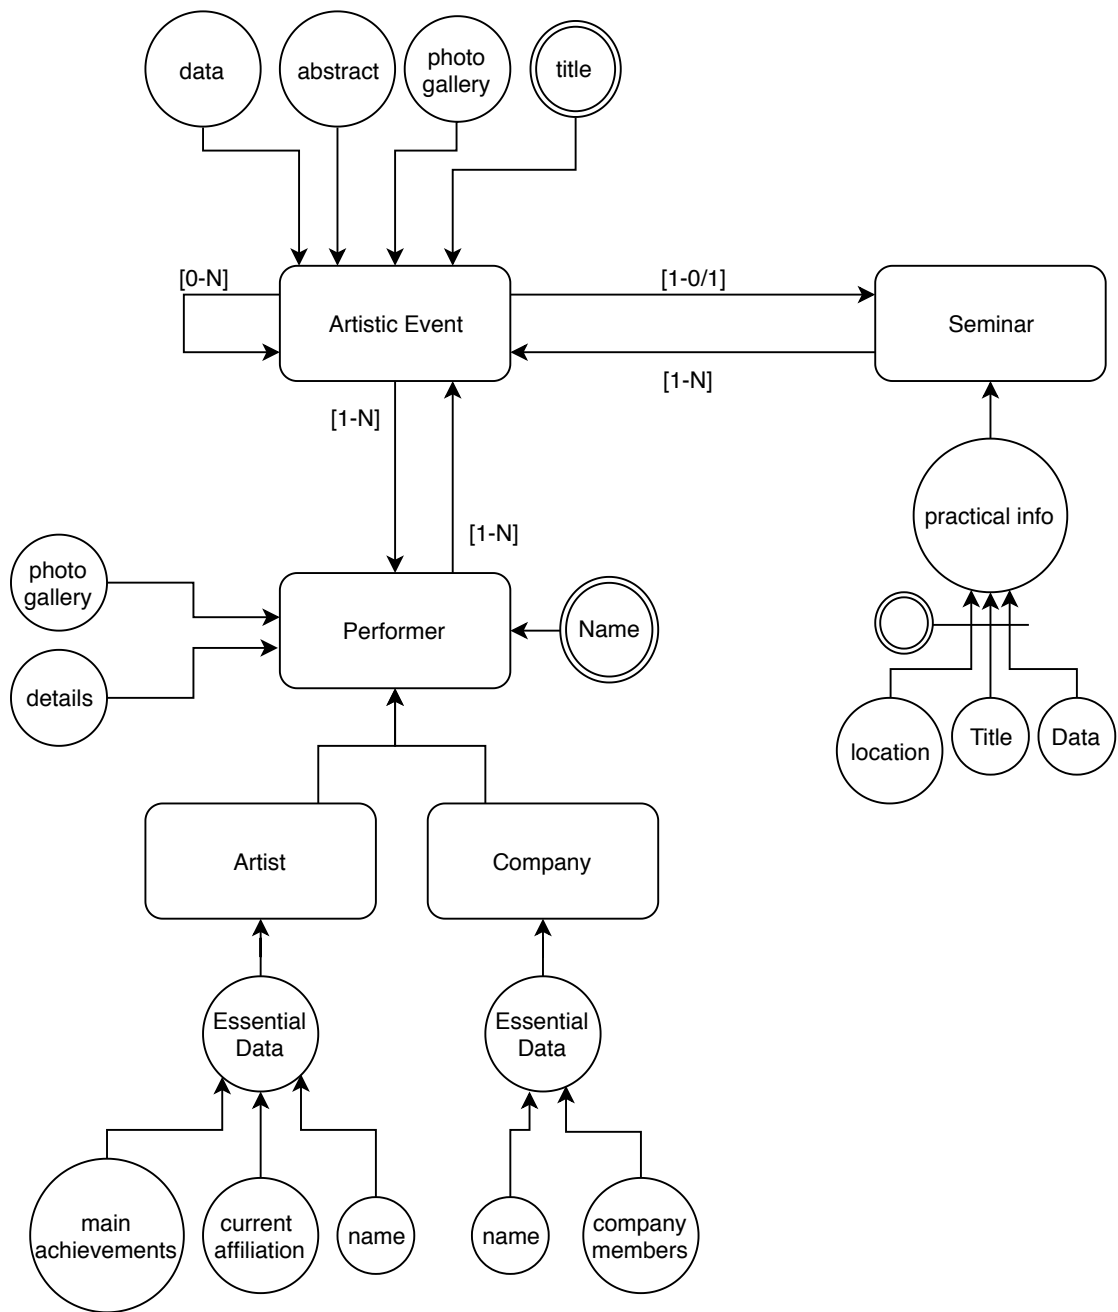 data
abstract
photo
gallery
title
[0-N]
[1-0/1]
Artistic Event
Seminar
[1-N]
[1-N]
practical info
[1-N]
photo
gallery
Performer
Name
details
location
Title
Data
Artist
Company
Essential
Data
Essential
Data
main
achievements
current
affiliation
name
name
company
members